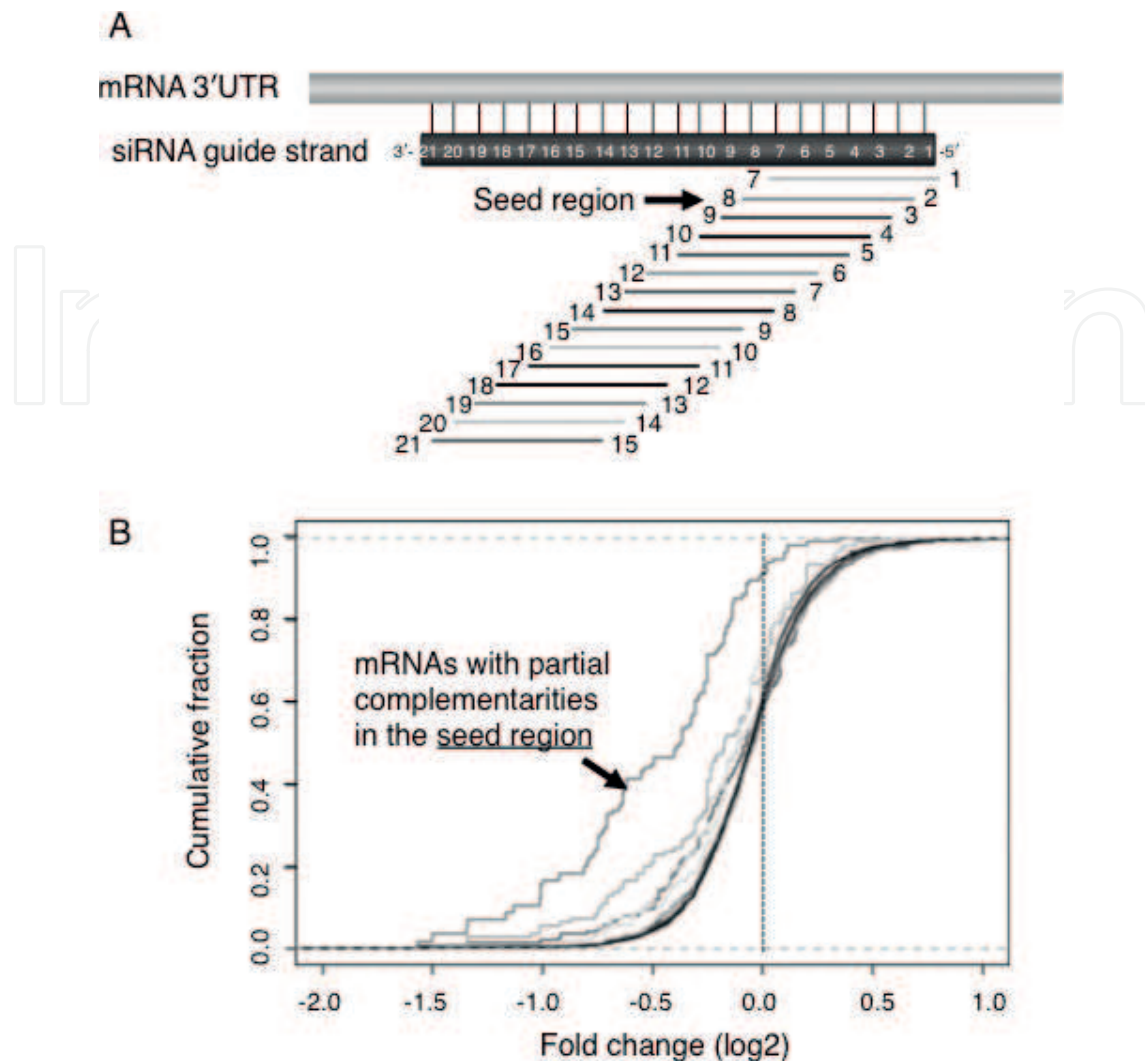 A
mRNA 3'UTR
siRNA guide strand 3'- 21 20 19 18 17 16 15 14 13 12 11 10 9 8 7 6 5 4 3 2 1 -5'
7 1
Seed region 8 2
9 3
10 4
11 5
12 6
13 7
14 8
15 9
16 10
17 11
18 12
19 13
20 14
21 15
B
1.0
0.8
0.6
0.4
0.2
0.0
Cumulative fraction
mRNAs with partial
complementarities
in the seed region
-2.0 -1.5 -1.0 -0.5 0.0 0.5 1.0
Fold change (log2)